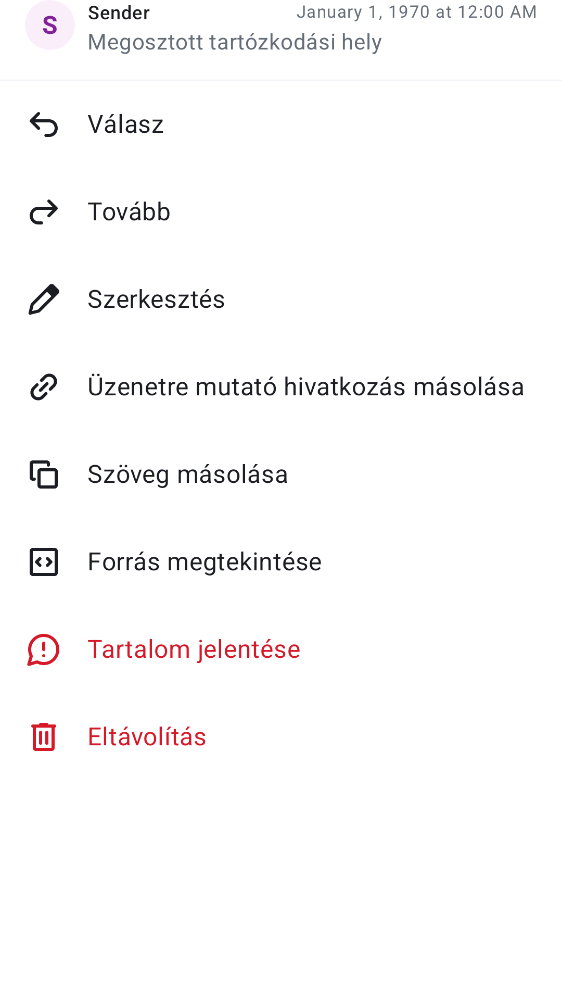 S
Sender
January 1, 1970 at 12:00 AM
Megosztott tartózkodási hely
Válasz
Tovább
Szerkesztés
Üzenetre mutató hivatkozás másolása
Szöveg másolása
Forrás megtekintése
Tartalom jelentése
Eltávolítás